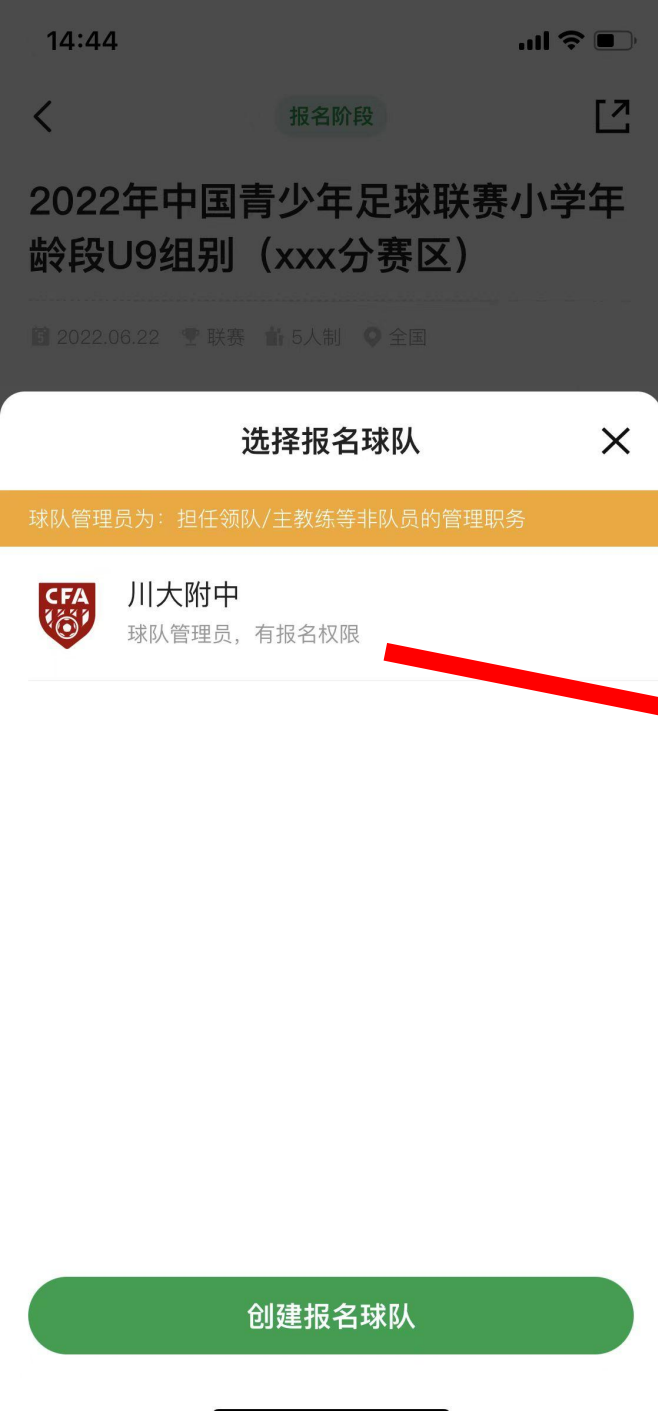 14:44
报名阶段
2022年中国青少年足球联赛小学年
龄段U9组别（xxx分赛区）
2022.06.22 联赛 5人制 全国
选择报名球队
球队管理员为：担任领队/主教练等非队员的管理职务
CFA
川大附中
球队管理员，有报名权限
创建报名球队